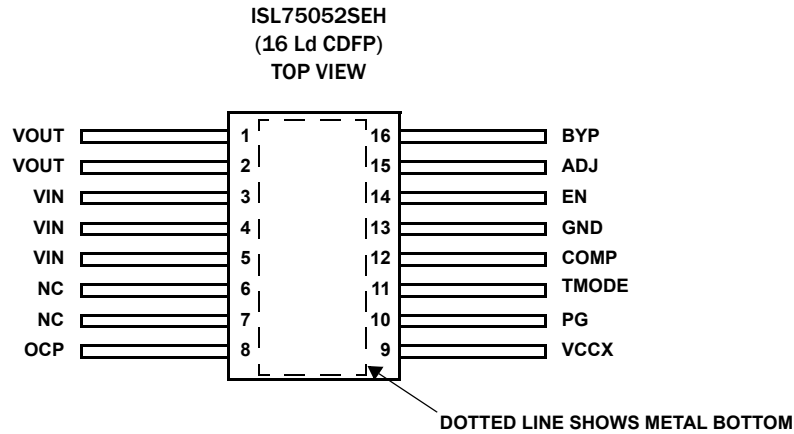 ISL75052SEH
(16 Ld CDFP)
TOP VIEW
VOUT 1 16 BYP
VOUT 2 15 ADJ
VIN 3 14 EN
VIN 4 13 GND
VIN 5 12 COMP
NC 6 11 TMODE
NC 7 10 PG
OCP 8 9 VCCX
DOTTED LINE SHOWS METAL BOTTOM